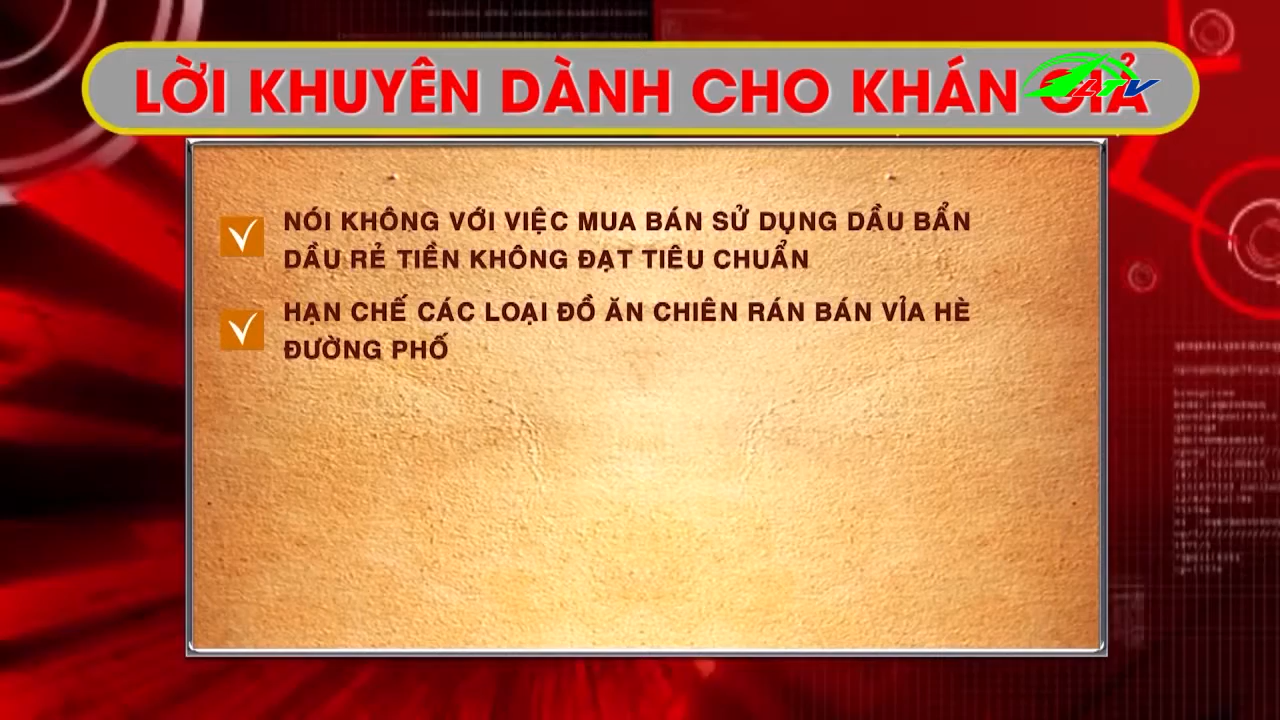 LỜI KHUYÊN DÀNH CHO KHÁN GIẢ
LTV
NÓI KHÔNG VỚI VIỆC MUA BÁN SỬ DỤNG DẦU BẨN
DẦU RẺ TIỀN KHÔNG ĐẠT TIÊU CHUẨN
HẠN CHẾ CÁC LOẠI ĐỒ ĂN CHIÊN RÁN BÁN VỈA HÈ
ĐƯỜNG PHỐ